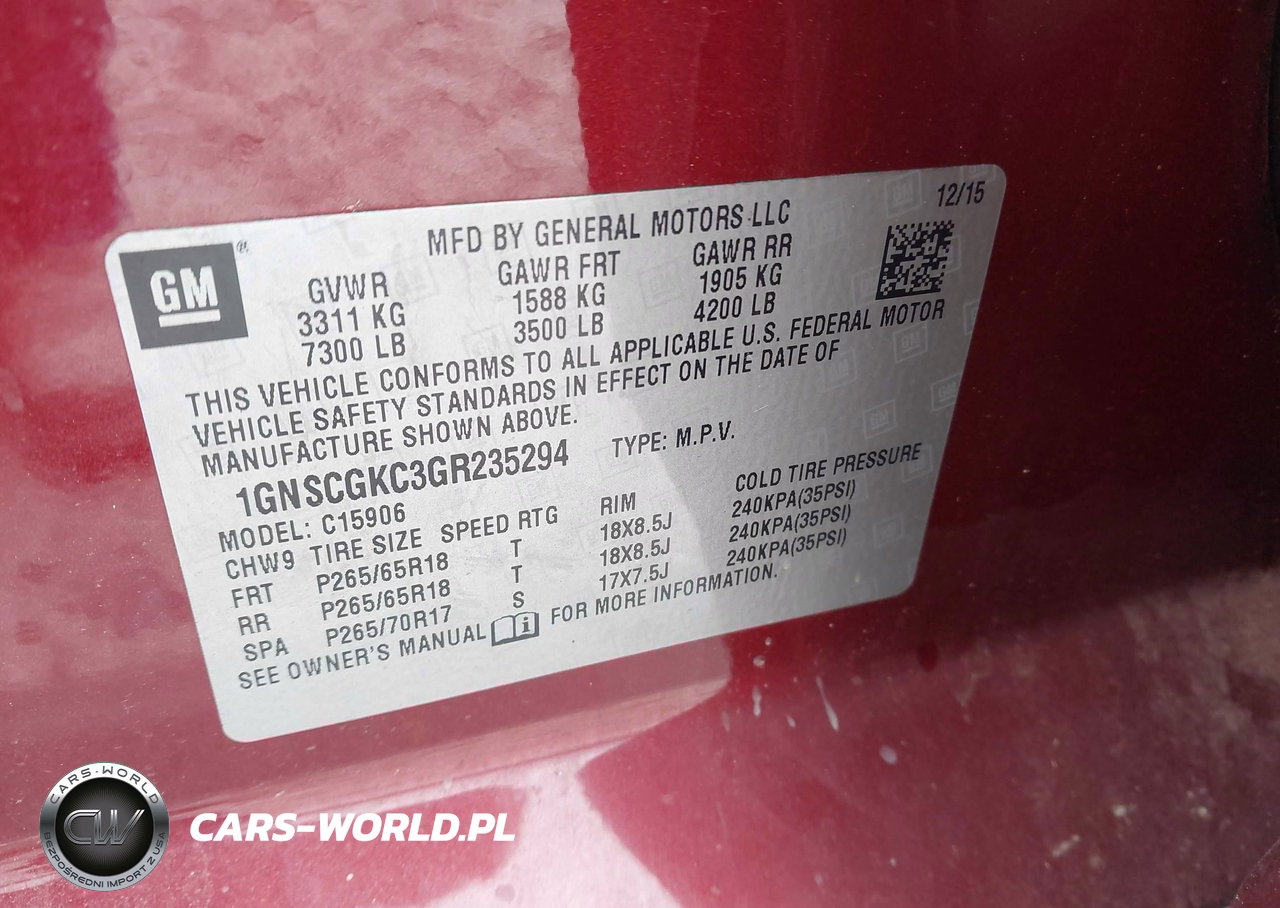 12/15
MFD BY GENERAL MOTORS LLC
GM ®
GVWR GAWR FRT GAWR RR
3311 KG 1588 KG 1905 KG
7300 LB 3500 LB 4200 LB
THIS VEHICLE CONFORMS TO ALL APPLICABLE U.S. FEDERAL MOTOR
VEHICLE SAFETY STANDARDS IN EFFECT ON THE DATE OF
MANUFACTURE SHOWN ABOVE.
1GNSCGKC3GR235294 TYPE: M.P.V.
MODEL: C15906
CHW9 TIRE SIZE SPEED RTG RIM COLD TIRE PRESSURE
FRT P265/65R18 T 18X8.5J 240KPA(35PSI)
RR P265/65R18 T 18X8.5J 240KPA(35PSI)
SPA P265/70R17 S 17X7.5J 240KPA(35PSI)
SEE OWNER'S MANUAL i FOR MORE INFORMATION.
CARS-WORLD
CW
BEZPOŚREDNI IMPORT Z USA
CARS-WORLD.PL